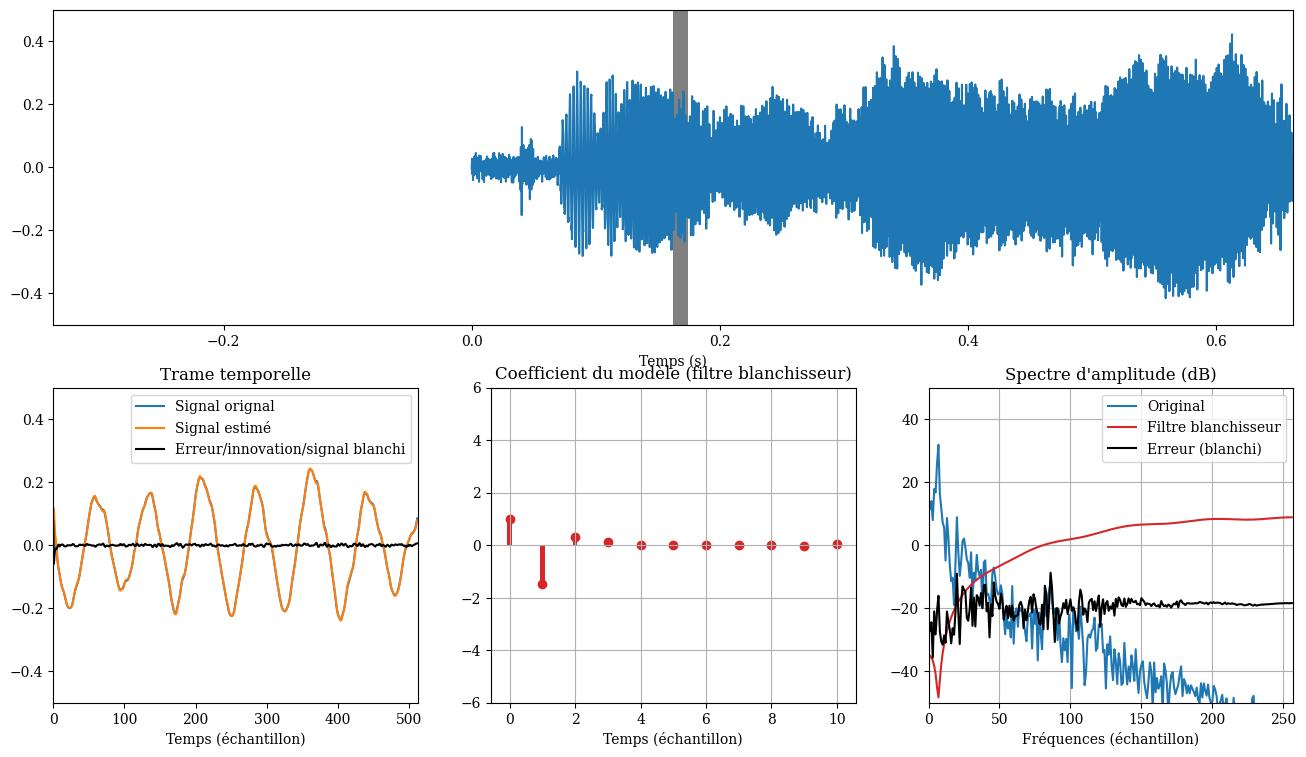 0.4
0.2
0.0
−0.2
−0.4
−0.2 0.0 0.2 0.4 0.6
Temps (s)
Trame temporelle
0.4
0.2
0.0
−0.2
−0.4
Signal orignal
Signal estimé
Erreur/innovation/signal blanchi
0 100 200 300 400 500
Temps (échantillon)
Coefficient du modèle (filtre blanchisseur)
6
4
2
0
−2
−4
−6
0 2 4 6 8 10
Temps (échantillon)
Spectre d'amplitude (dB)
40
20
0
−20
−40
Original
Filtre blanchisseur
Erreur (blanchi)
0 50 100 150 200 250
Fréquences (échantillon)